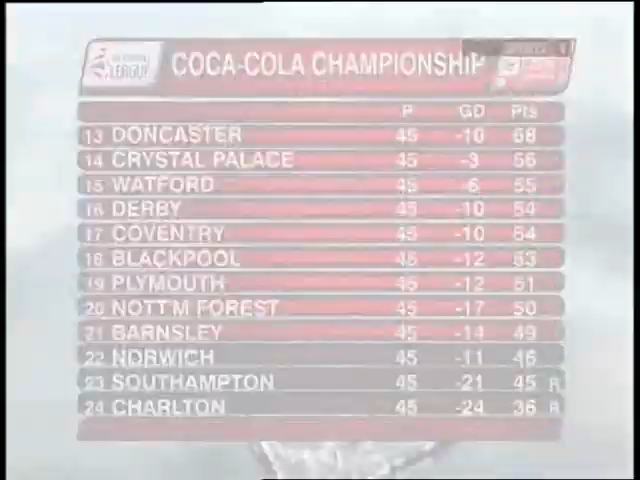 LEAGUE COCA-COLA CHAMPIONSHIP
P GD Pts
13 DONCASTER 45 -10 58
14 CRYSTAL PALACE 45 -3 56
15 WATFORD 45 -6 55
16 DERBY 45 -10 54
17 COVENTRY 45 -10 54
18 BLACKPOOL 45 -12 53
19 PLYMOUTH 45 -12 51
20 NOTT'M FOREST 45 -17 50
21 BARNSLEY 45 -14 49
22 NORWICH 45 -11 46
23 SOUTHAMPTON 45 -21 45 R
24 CHARLTON 45 -24 36 R